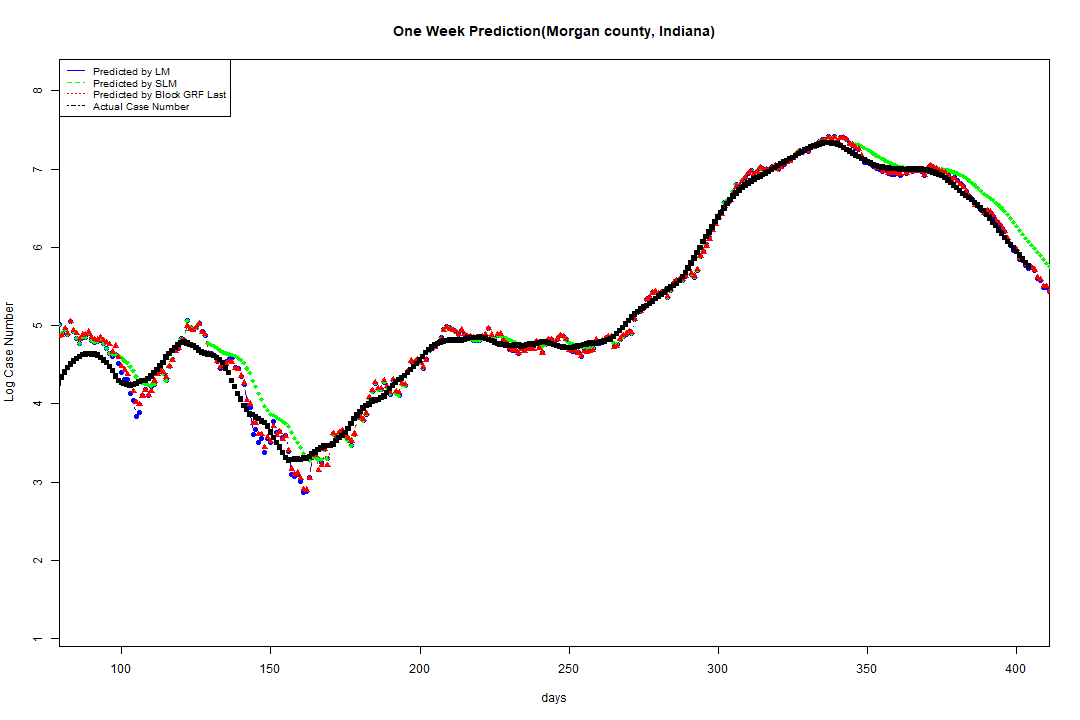 One Week Prediction(Morgan county, Indiana)
Predicted by LM
Predicted by SLM
Predicted by Block GRF Last
Actual Case Number
Log Case Number
8
7
6
5
4
3
2
1
100 150 200 250 300 350 400
days